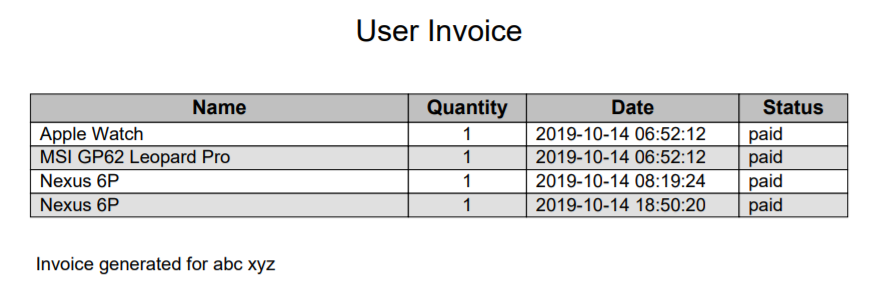 User Invoice
Name Quantity Date Status
Apple Watch 1 2019-10-14 06:52:12 paid
MSI GP62 Leopard Pro 1 2019-10-14 06:52:12 paid
Nexus 6P 1 2019-10-14 08:19:24 paid
Nexus 6P 1 2019-10-14 18:50:20 paid
Invoice generated for abc xyz